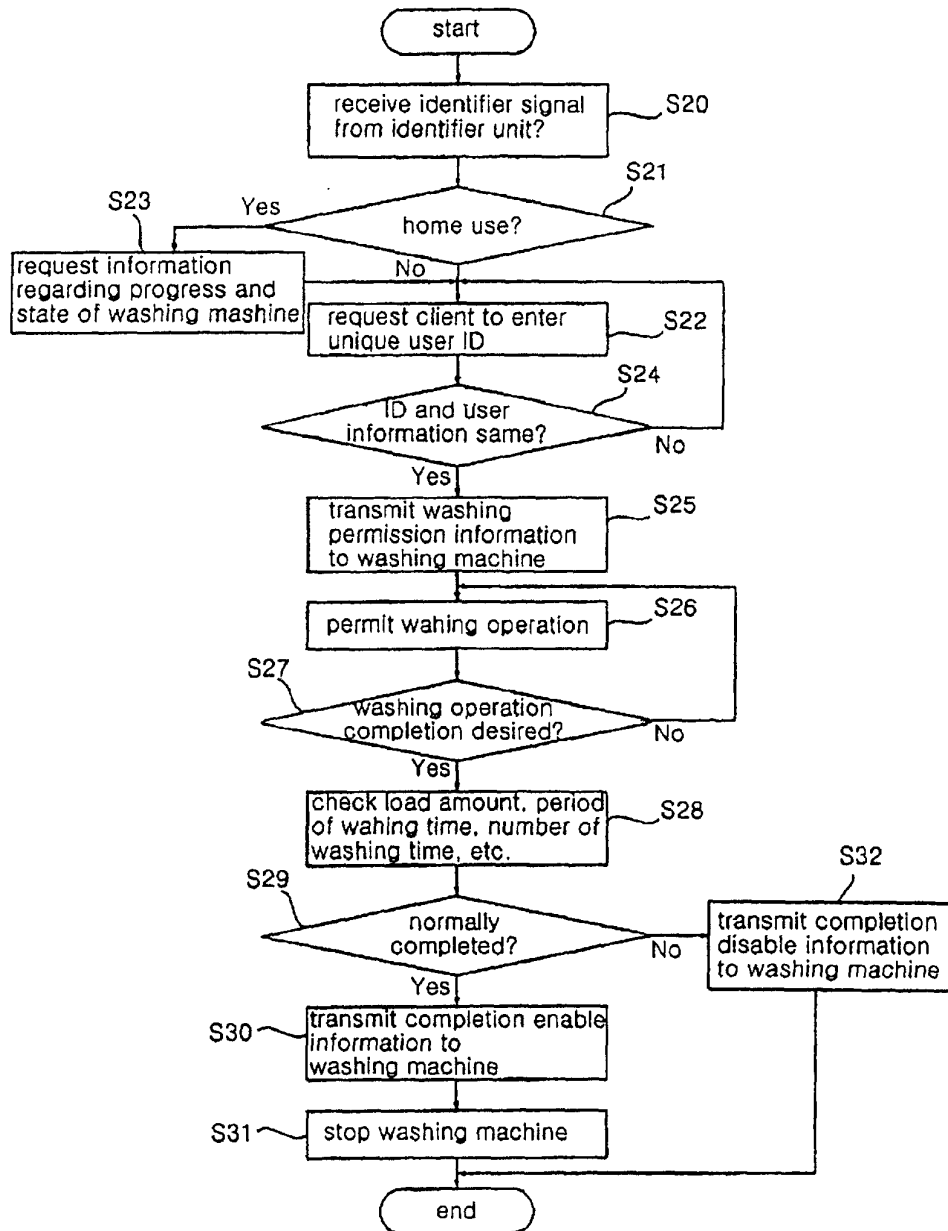 start
receive identifier signal
from identifier unit?
S20
S21
home use?
Yes
No
S23
request information
regarding progress and
state of washing mashine
request client to enter
unique user ID
S22
S24
ID and user
information same?
No
Yes
transmit washing
permission information
to washing machine
S25
permit wahing operation
S26
S27
washing operation
completion desired?
No
Yes
check load amount, period
of wahing time, number of
washing time, etc.
S28
S29
normally
completed?
No
Yes
S32
transmit completion
disable information
to washing machine
S30
transmit completion enable
information to
washing machine
S31
stop washing machine
end